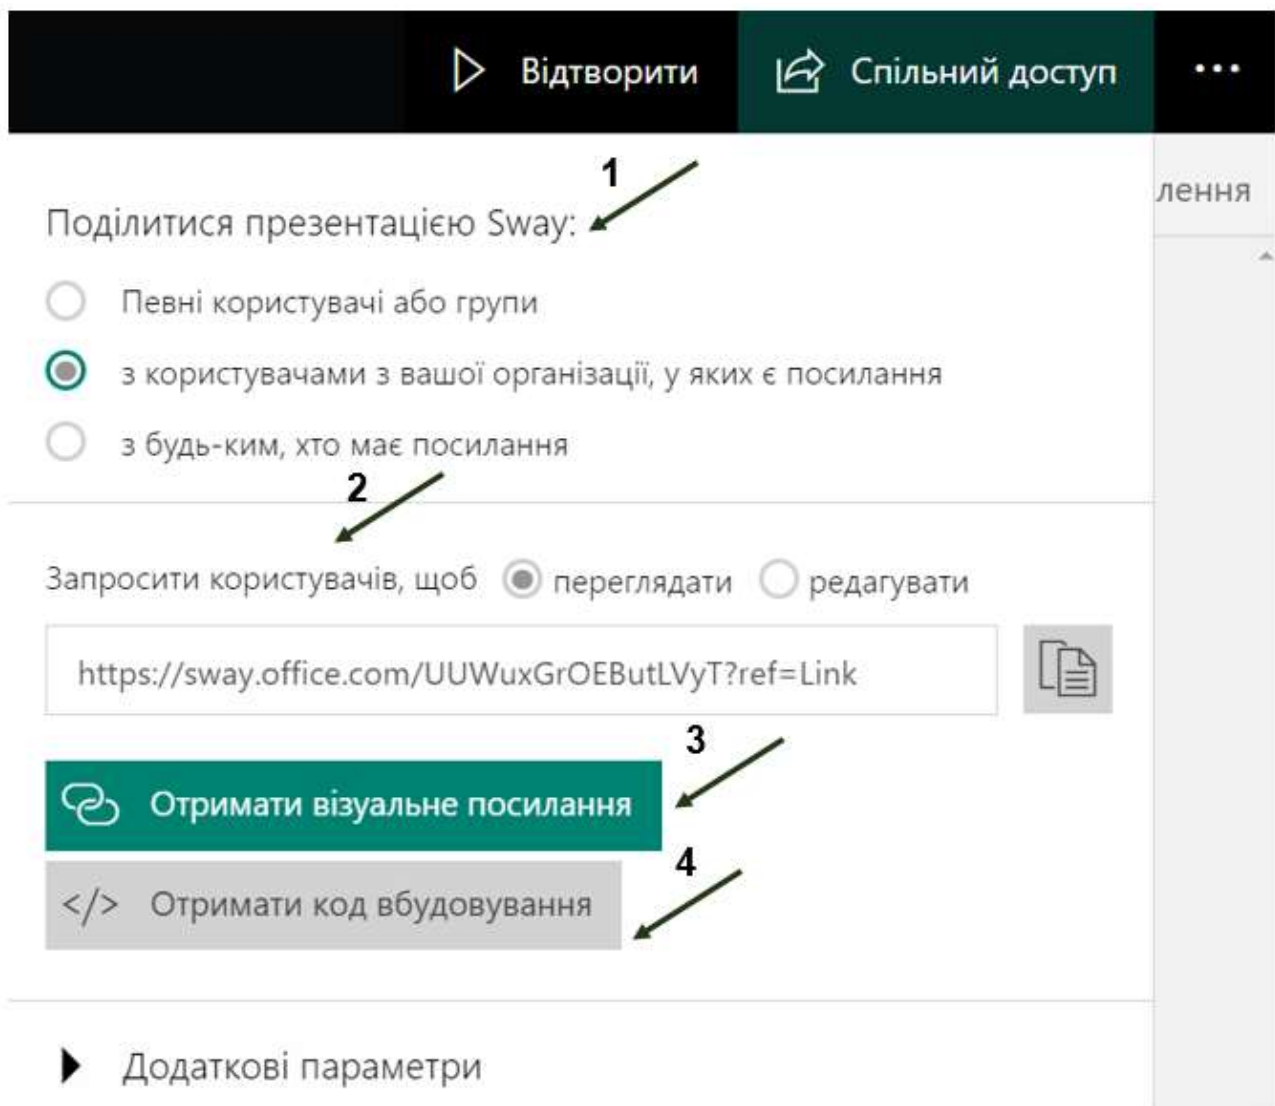 Відтворити Спільний доступ ...
1
лення
Поділитися презентацією Sway:
Певні користувачі або групи
з користувачами з вашої організації, у яких є посилання
з будь-ким, хто має посилання
2
Запросити користувачів, щоб переглядати редагувати
https://sway.office.com/UUWuxGrOEButLVyT?ref=Link
3
Отримати візуальне посилання
4
</> Отримати код вбудовування
Додаткові параметри